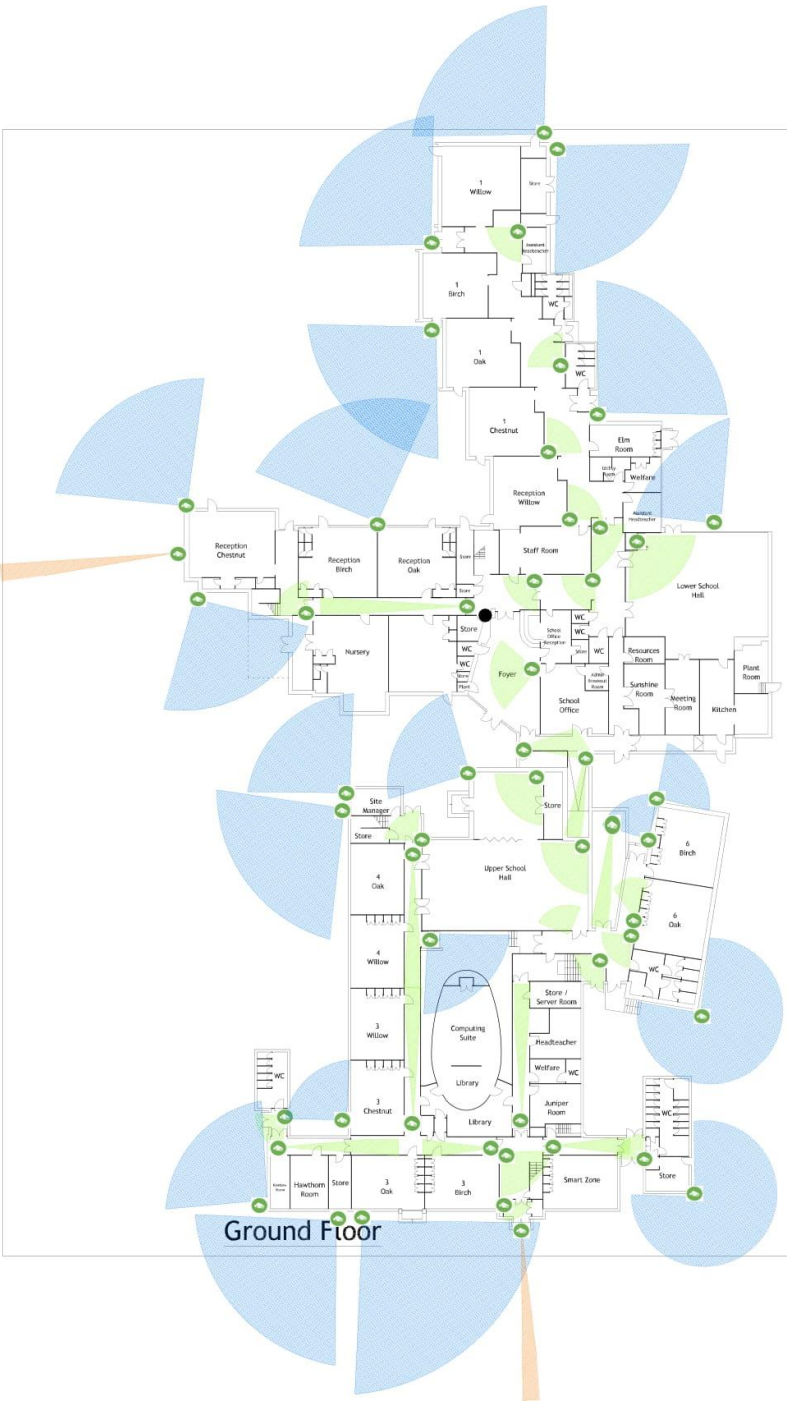 1
Willow
Store
Assistant
Headteacher
1
Birch
WC
1
Oak
WC
1
Chestnut
Elm
Room
Welfare
Reception
Willow
Assistant
Headteacher
Staff Room
Reception
Chestnut
Reception
Birch
Reception
Oak
Store
Store
Lower School
Hall
Nursery
Store
WC
WC
Store
Plant
School
Office
Reception
WC
WC
Store
WC
Foyer
School
Office
Resources
Room
Sunshine
Room
Meeting
Room
Kitchen
Plant
Room
Site
Manager
Store
Store
Upper School
Hall
4
Oak
6
Birch
6
Oak
4
Willow
WC
3
Willow
Computing
Suite
Library
Library
Store /
Server Room
Headteacher
Welfare
WC
Juniper
Room
WC
3
Chestnut
WC
Store
Hawthorn
Room
Store
3
Oak
3
Birch
Smart Zone
Ground Floor